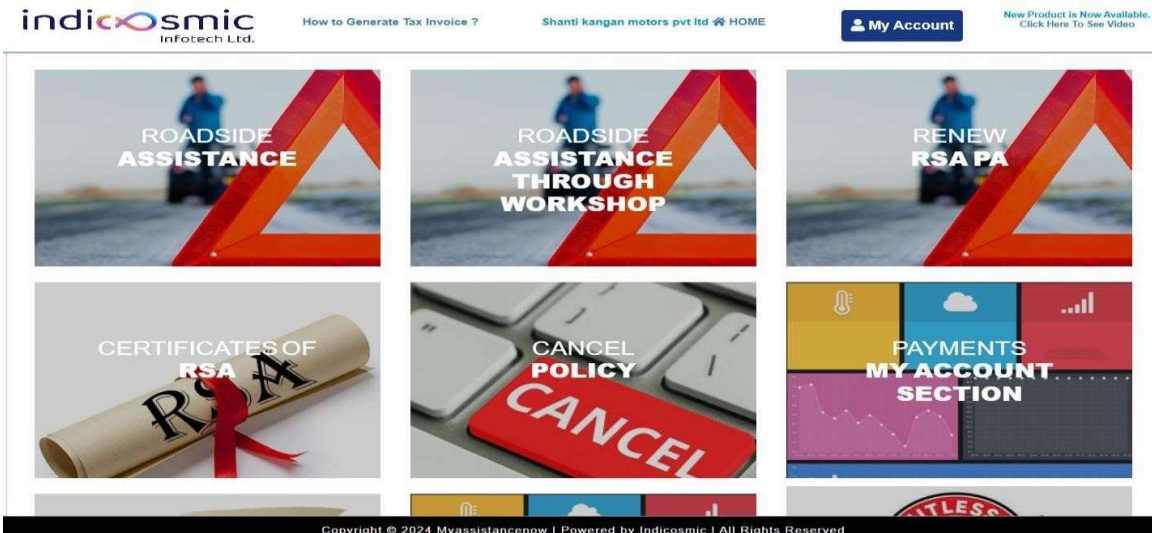 indicosmic
Infotech Ltd.
How to Generate Tax Invoice ?
Shanti kangan motors pvt ltd HOME
My Account
New Product is Now Available.
Click Here To See Video
ROADSIDE
ASSISTANCE
ROADSIDE
ASSISTANCE
THROUGH
WORKSHOP
RENEW
RSA PA
CERTIFICATES OF
RSA
RSA
CANCEL
POLICY
CANCEL
PAYMENTS
MY ACCOUNT
SECTION
Copyright © 2024 Myassistancenow | Powered by Indicosmic | All Rights Reserved